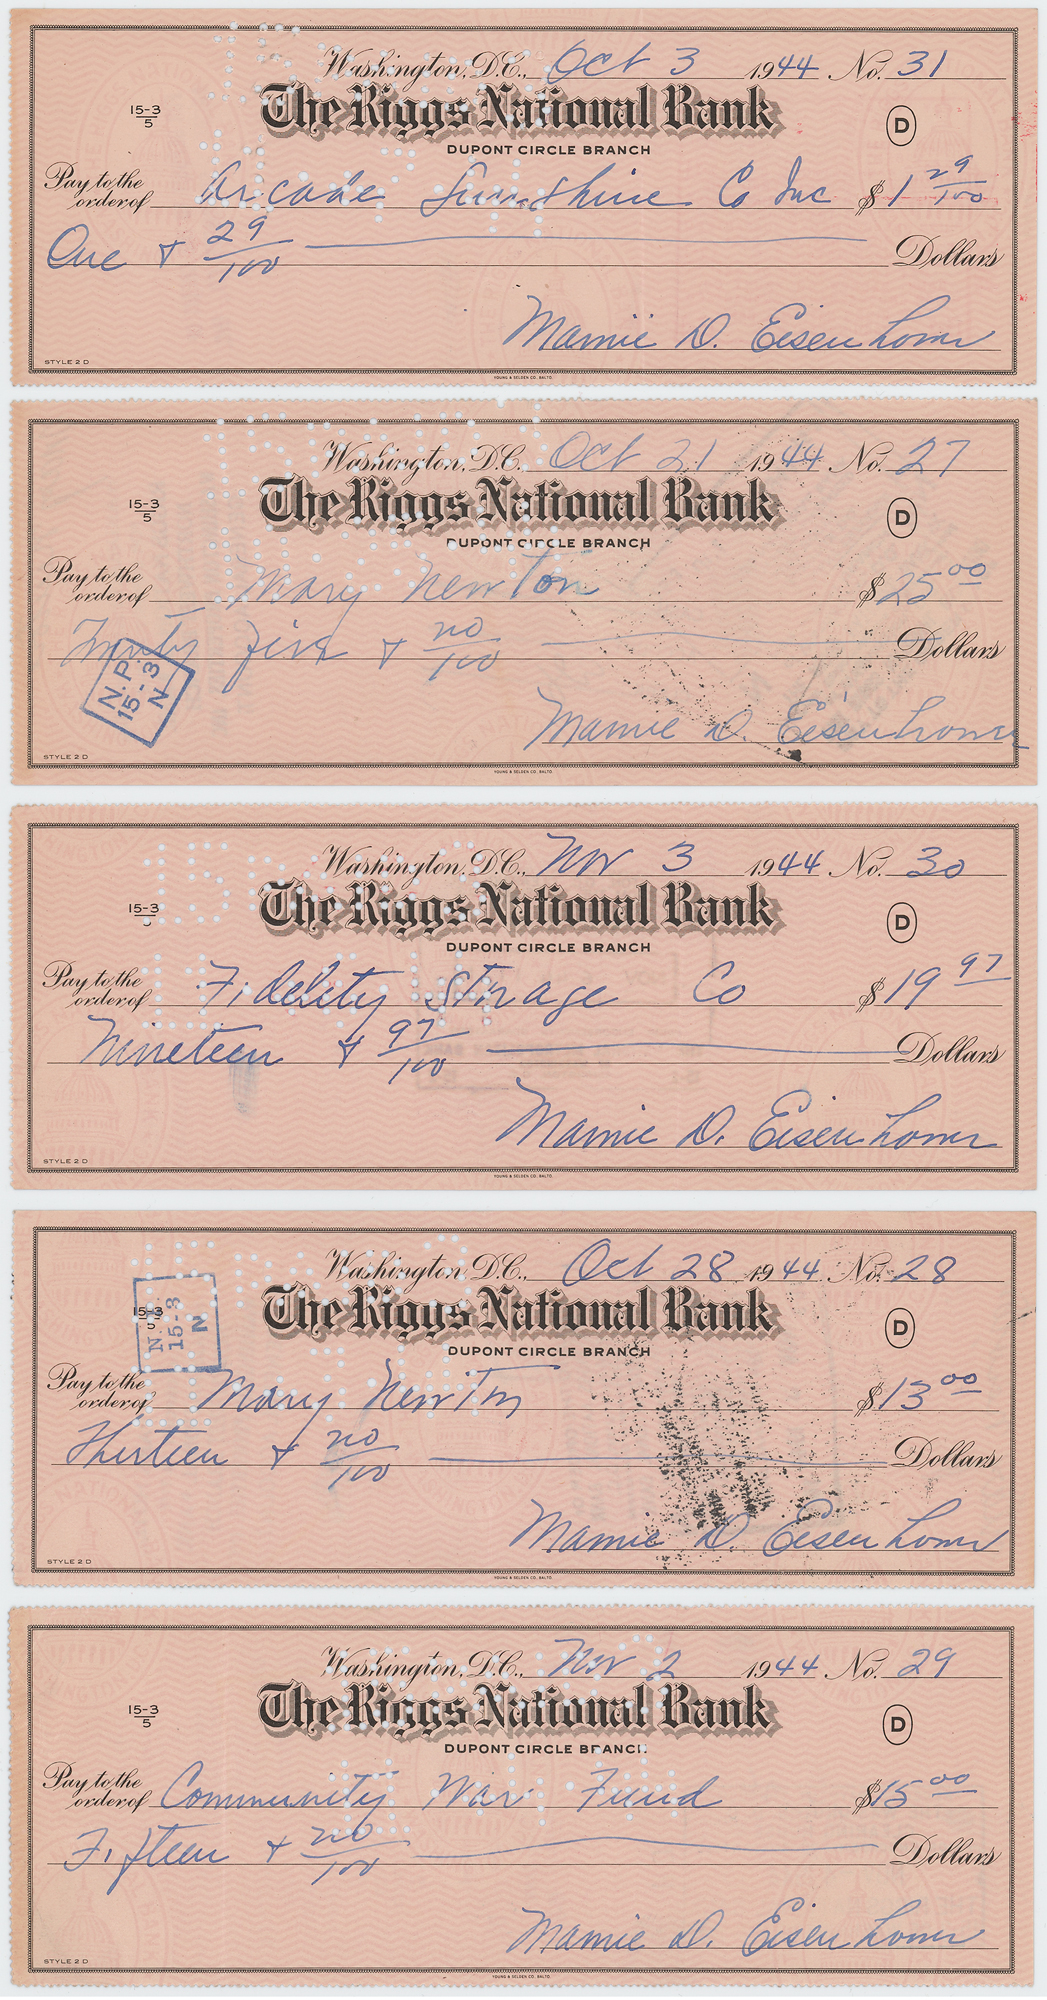 Washington, D.C., Oct 3 1944 No. 31
15-3
5
The Riggs National Bank
D
DUPONT CIRCLE BRANCH
Pay to the order of Arcade Sunshine Co Inc $ 1 29/100
One & 29/100 Dollars
Mamie D. Eisenhower
STYLE 2 D
YOUNG & SELDEN CO. BALTO.
Washington, D.C. Oct 21 1944 No. 27
15-3
5
The Riggs National Bank
D
DUPONT CIRCLE BRANCH
Pay to the order of Mary Newton $ 25 00
Twenty Five & no/100 Dollars
N.P.
15-3
N
Mamie D. Eisenhower
STYLE 2 D
YOUNG & SELDEN CO. BALTO.
Washington, D.C., Nov 3 1944 No. 30
15-3
The Riggs National Bank
D
DUPONT CIRCLE BRANCH
Pay to the order of Fidelity Storage Co $ 19 97
Nineteen & 97/100 Dollars
Mamie D. Eisenhower
STYLE 2 D
YOUNG & SELDEN CO. BALTO.
Washington, D.C., Oct 28 1944 No. 28
15-3
5
N.
15-3
N
The Riggs National Bank
D
DUPONT CIRCLE BRANCH
Pay to the order of Mary Newton $ 13 00
Thirteen & no/100 Dollars
Mamie D. Eisenhower
STYLE 2 D
YOUNG & SELDEN CO. BALTO.
Washington, D.C., Nov 2 1944 No. 29
15-3
5
The Riggs National Bank
D
DUPONT CIRCLE BRANCH
Pay to the order of Community War Fund $ 15 00
Fifteen & no/100 Dollars
Mamie D. Eisenhower
STYLE 2 D
YOUNG & SELDEN CO. BALTO.